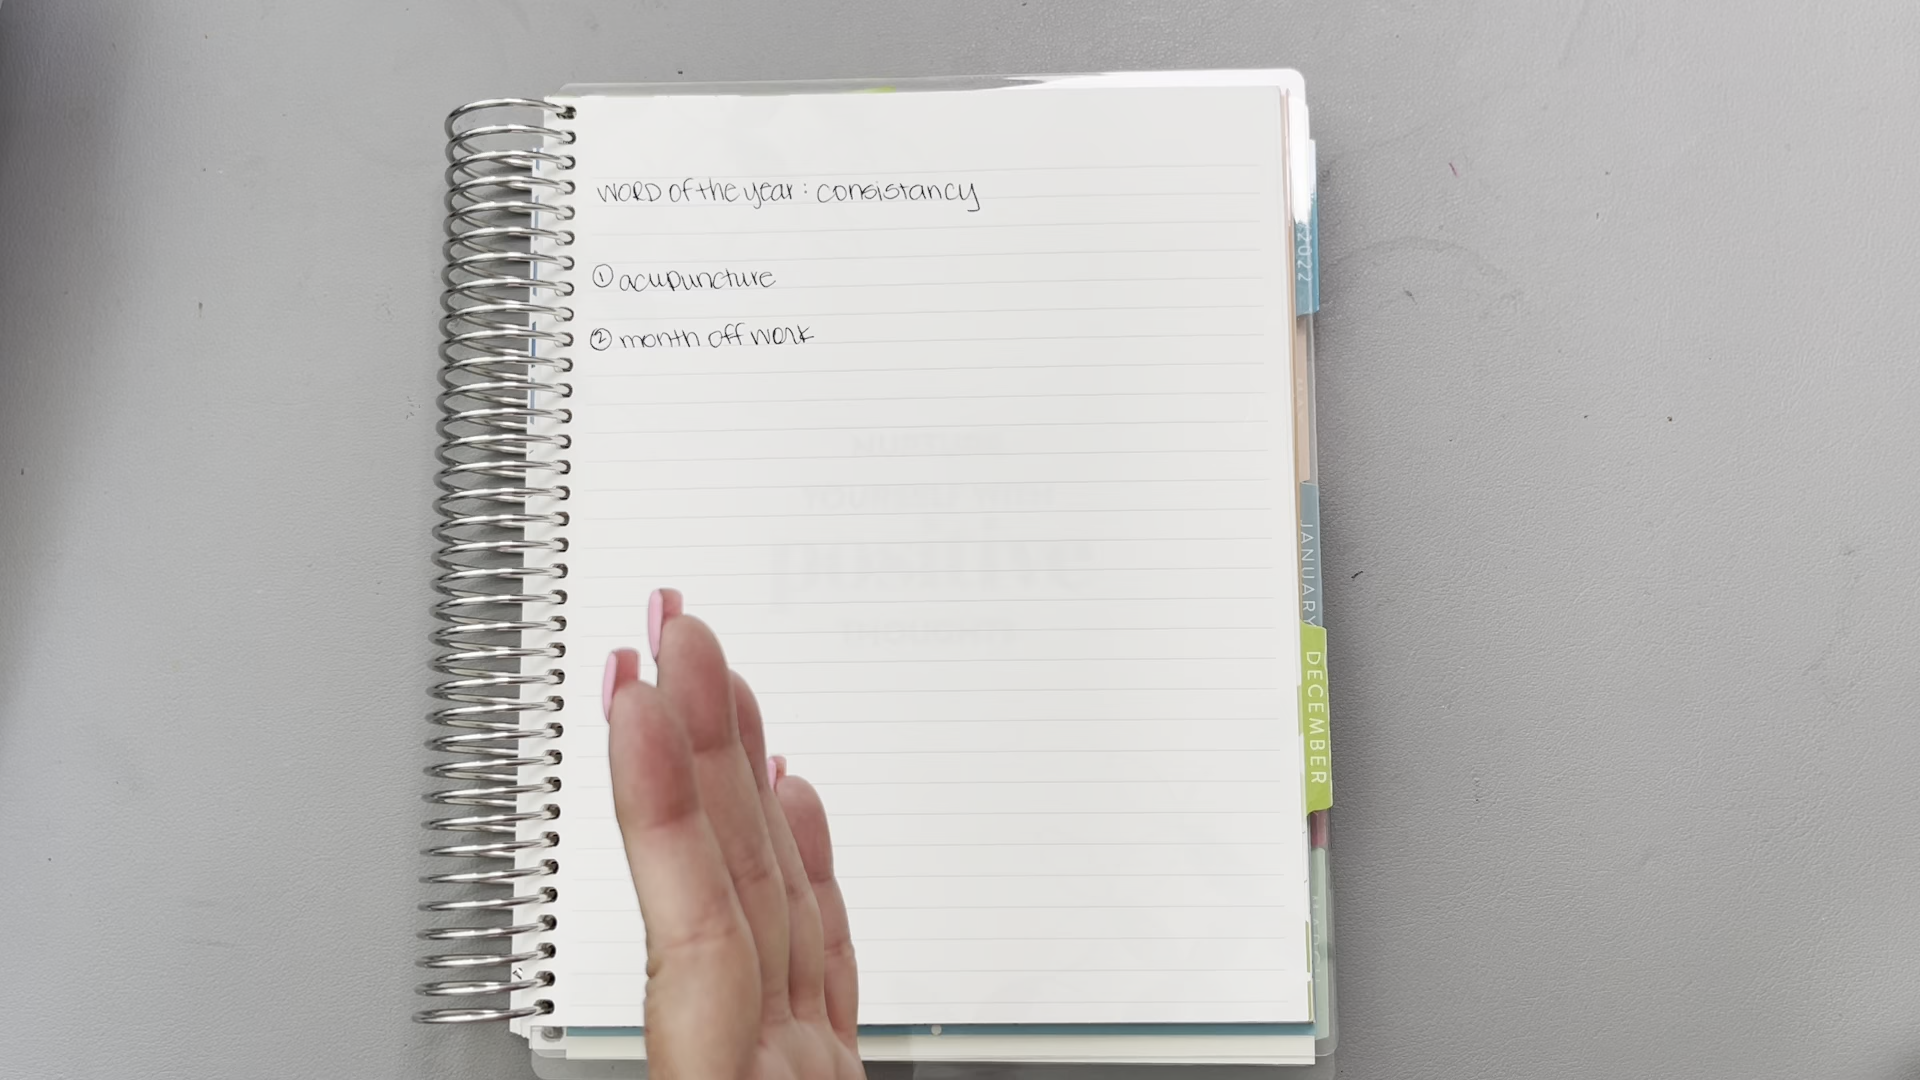 WORD of the year: consistancy
① acupuncture
② month off work
2022
JANUARY
DECEMBER